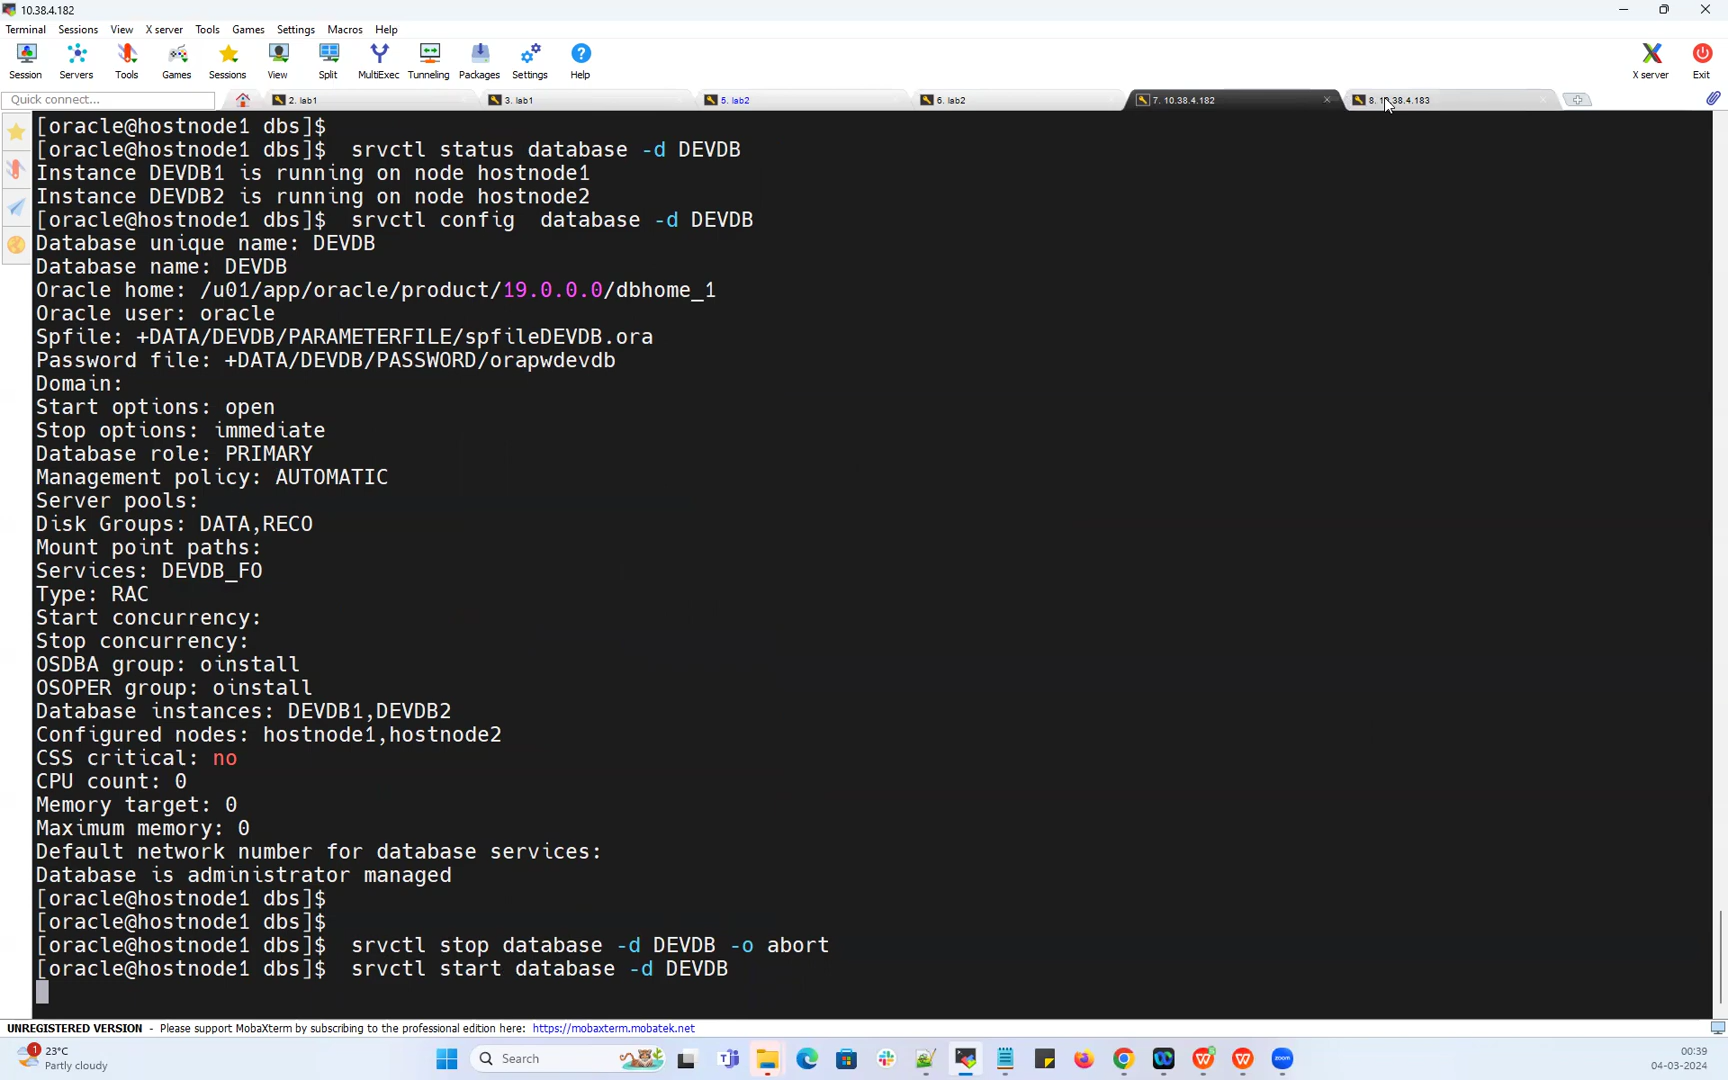 10.38.4.182
Terminal Sessions View X server Tools Games Settings Macros Help
Session Servers Tools Games Sessions View Split MultiExec Tunneling Packages Settings Help X server Exit
Quick connect... 2. lab1 3. lab1 5. lab2 6. lab2 7. 10.38.4.182
[oracle@hostnode1 dbs]$
[oracle@hostnode1 dbs]$ srvctl status database -d DEVDB
Instance DEVDB1 is running on node hostnode1
Instance DEVDB2 is running on node hostnode2
[oracle@hostnode1 dbs]$ srvctl config database -d DEVDB
Database unique name: DEVDB
Database name: DEVDB
Oracle home: /u01/app/oracle/product/19.0.0.0/dbhome_1
Oracle user: oracle
Spfile: +DATA/DEVDB/PARAMETERFILE/spfileDEVDB.ora
Password file: +DATA/DEVDB/PASSWORD/orapwdevdb
Domain:
Start options: open
Stop options: immediate
Database role: PRIMARY
Management policy: AUTOMATIC
Server pools:
Disk Groups: DATA,RECO
Mount point paths:
Services: DEVDB_FO
Type: RAC
Start concurrency:
Stop concurrency:
OSDBA group: oinstall
OSOPER group: oinstall
Database instances: DEVDB1,DEVDB2
Configured nodes: hostnode1,hostnode2
CSS critical: no
CPU count: 0
Memory target: 0
Maximum memory: 0
Default network number for database services:
Database is administrator managed
[oracle@hostnode1 dbs]$
[oracle@hostnode1 dbs]$
[oracle@hostnode1 dbs]$ srvctl stop database -d DEVDB -o abort
[oracle@hostnode1 dbs]$ srvctl start database -d DEVDB
UNREGISTERED VERSION - Please support MobaXterm by subscribing to the professional edition here: https://mobaxterm.mobatek.net
1 23°C
Partly cloudy
Search
zoom
00:39
04-03-2024